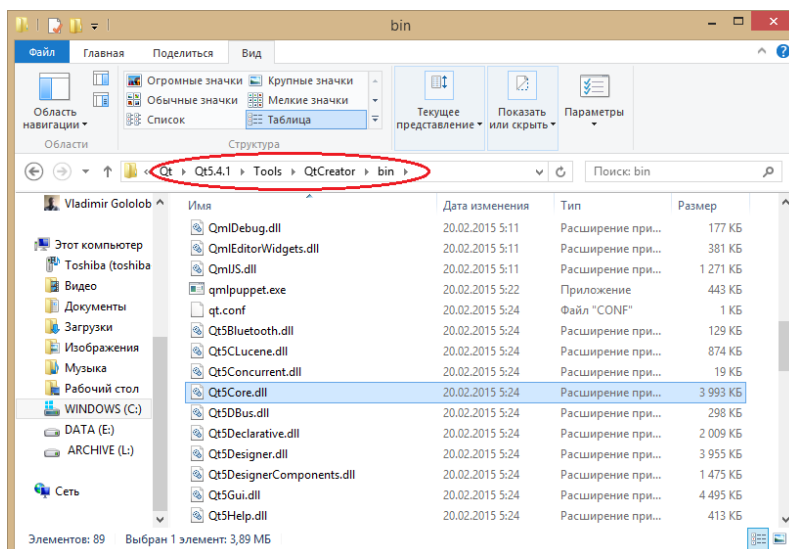 bin
Файл Главная Поделиться Вид
Огромные значки Крупные значки
Обычные значки Мелкие значки
Список Таблица
Область навигации
Текущее представление
Показать или скрыть
Параметры
Области Структура
« Qt Qt5.4.1 Tools QtCreator bin Поиск: bin
Vladimir Gololob
Этот компьютер
Toshiba (toshiba
Видео
Документы
Загрузки
Изображения
Музыка
Рабочий стол
WINDOWS (C:)
DATA (E:)
ARCHIVE (L:)
Сеть
Имя Дата изменения Тип Размер
QmlDebug.dll 20.02.2015 5:11 Расширение при... 177 КБ
QmlEditorWidgets.dll 20.02.2015 5:11 Расширение при... 381 КБ
QmlJS.dll 20.02.2015 5:11 Расширение при... 1 271 КБ
qmlpuppet.exe 20.02.2015 5:22 Приложение 443 КБ
qt.conf 20.02.2015 5:24 Файл "CONF" 1 КБ
Qt5Bluetooth.dll 20.02.2015 5:24 Расширение при... 129 КБ
Qt5CLucene.dll 20.02.2015 5:24 Расширение при... 874 КБ
Qt5Concurrent.dll 20.02.2015 5:24 Расширение при... 19 КБ
Qt5Core.dll 20.02.2015 5:24 Расширение при... 3 993 КБ
Qt5DBus.dll 20.02.2015 5:24 Расширение при... 298 КБ
Qt5Declarative.dll 20.02.2015 5:24 Расширение при... 2 009 КБ
Qt5Designer.dll 20.02.2015 5:24 Расширение при... 3 955 КБ
Qt5DesignerComponents.dll 20.02.2015 5:24 Расширение при... 1 475 КБ
Qt5Gui.dll 20.02.2015 5:24 Расширение при... 4 495 КБ
Qt5Help.dll 20.02.2015 5:24 Расширение при... 413 КБ
Элементов: 89 Выбран 1 элемент: 3,89 МБ